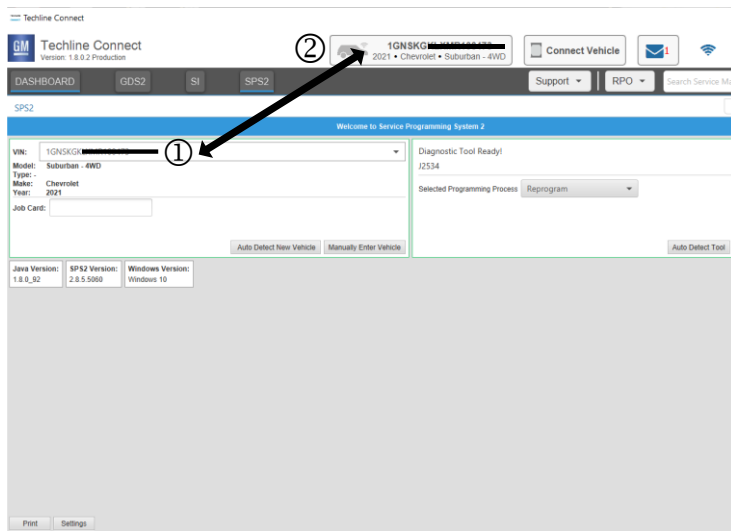 Techline Connect
GM
Techline Connect
Version: 1.8.0.2 Production
②
1GNSKGK
2021 • Chevrolet • Suburban - 4WD
Connect Vehicle
1
DASHBOARD GDS2 SI SPS2
Support
RPO
Search Service Ma
SPS2
Welcome to Service Programming System 2
VIN: 1GNSKGK
①
Model: Suburban - 4WD
Type: -
Make: Chevrolet
Year: 2021
Job Card:
Auto Detect New Vehicle Manually Enter Vehicle
Diagnostic Tool Ready!
J2534
Selected Programming Process Reprogram
Auto Detect Tool
Java Version: SPS2 Version: Windows Version:
1.8.0_92 2.8.5.5060 Windows 10
Print Settings